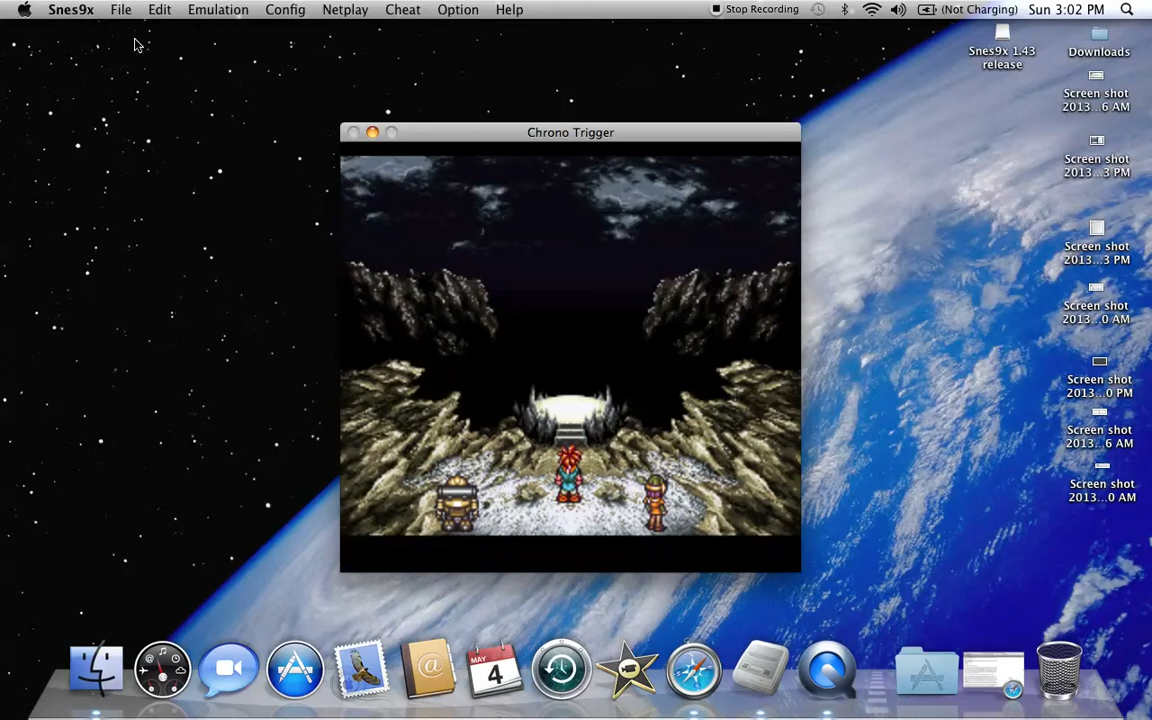 Snes9x File Edit Emulation Config Netplay Cheat Option Help Stop Recording (Not Charging) Sun 3:02 PM
Chrono Trigger
Snes9x 1.43
release
Downloads
Screen shot
2013...6 AM
Screen shot
2013...3 PM
Screen shot
2013...3 PM
Screen shot
2013...0 AM
Screen shot
2013...0 PM
Screen shot
2013...6 AM
Screen shot
2013...0 AM
MAY
4
@